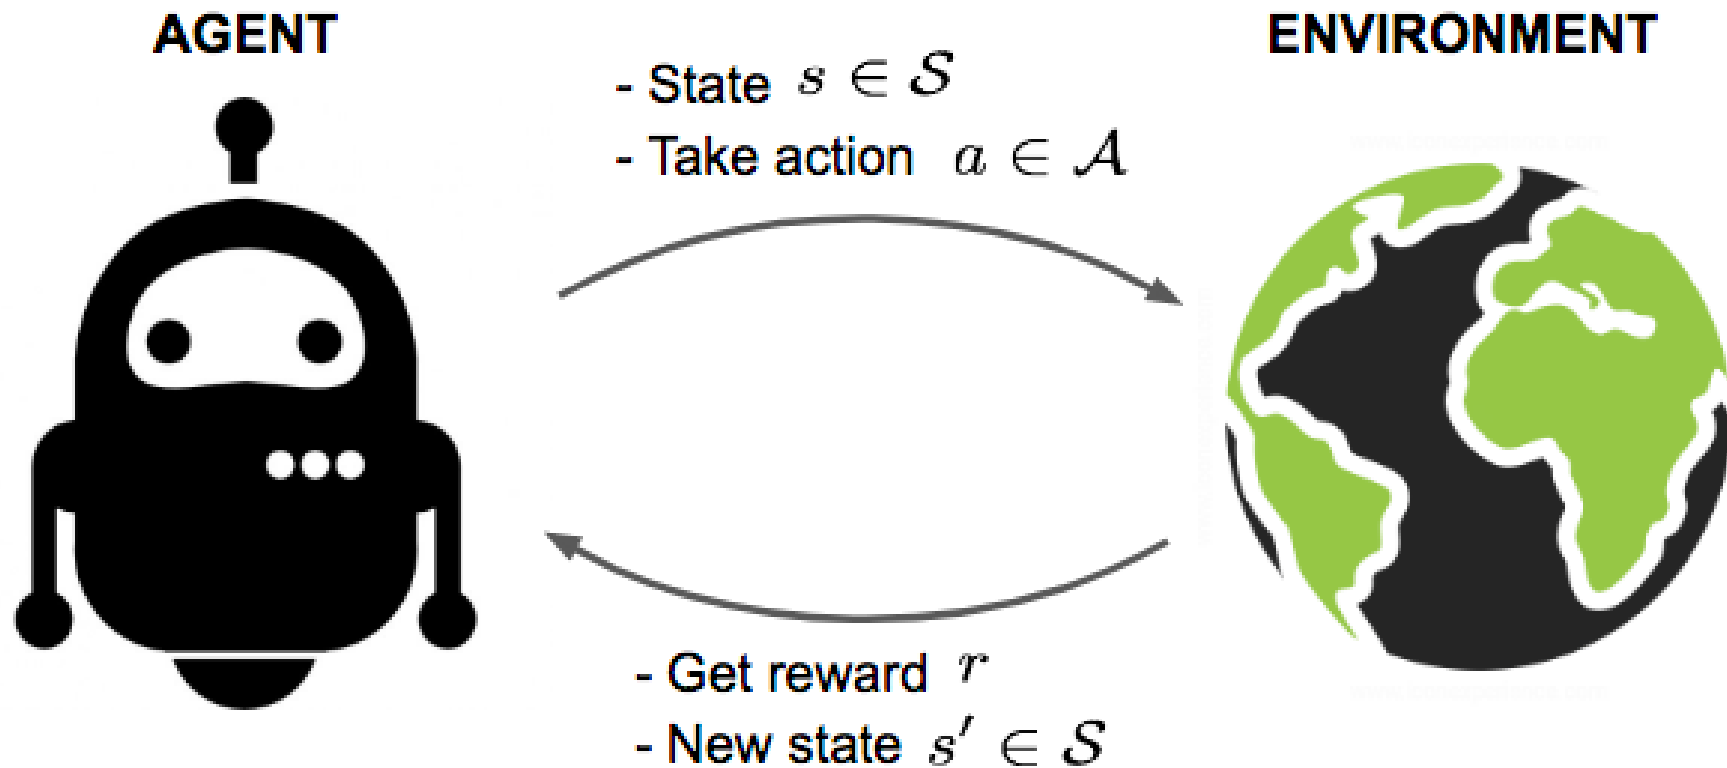 AGENT
ENVIRONMENT
- State s ∈ 𝒮
- Take action a ∈ 𝒜
- Get reward r
- New state s′ ∈ 𝒮